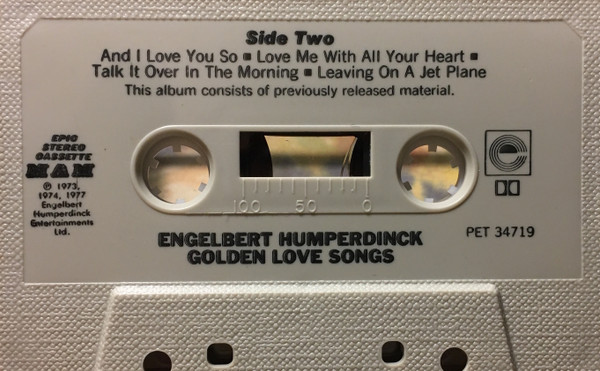 Side Two
And I Love You So ▪ Love Me With All Your Heart ▪
Talk It Over In The Morning ▪ Leaving On A Jet Plane
This album consists of previously released material.
EPIC
STEREO
CASSETTE
MAM
℗ 1973,
1974, 1977
Engelbert
Humperdinck
Entertainments
Ltd.
100 50 0
PET 34719
ENGELBERT HUMPERDINCK
GOLDEN LOVE SONGS